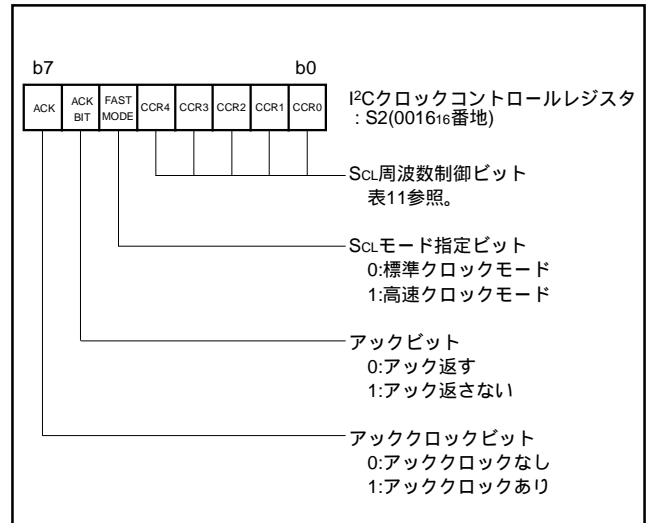 b7 b0
ACK ACK BIT FAST MODE CCR4 CCR3 CCR2 CCR1 CCR0
I2Cクロックコントロールレジスタ
: S2(001616番地)
SCL周波数制御ビット
表11参照。
SCLモード指定ビット
0:標準クロックモード
1:高速クロックモード
アックビット
0:アック返す
1:アック返さない
アッククロックビット
0:アッククロックなし
1:アッククロックあり